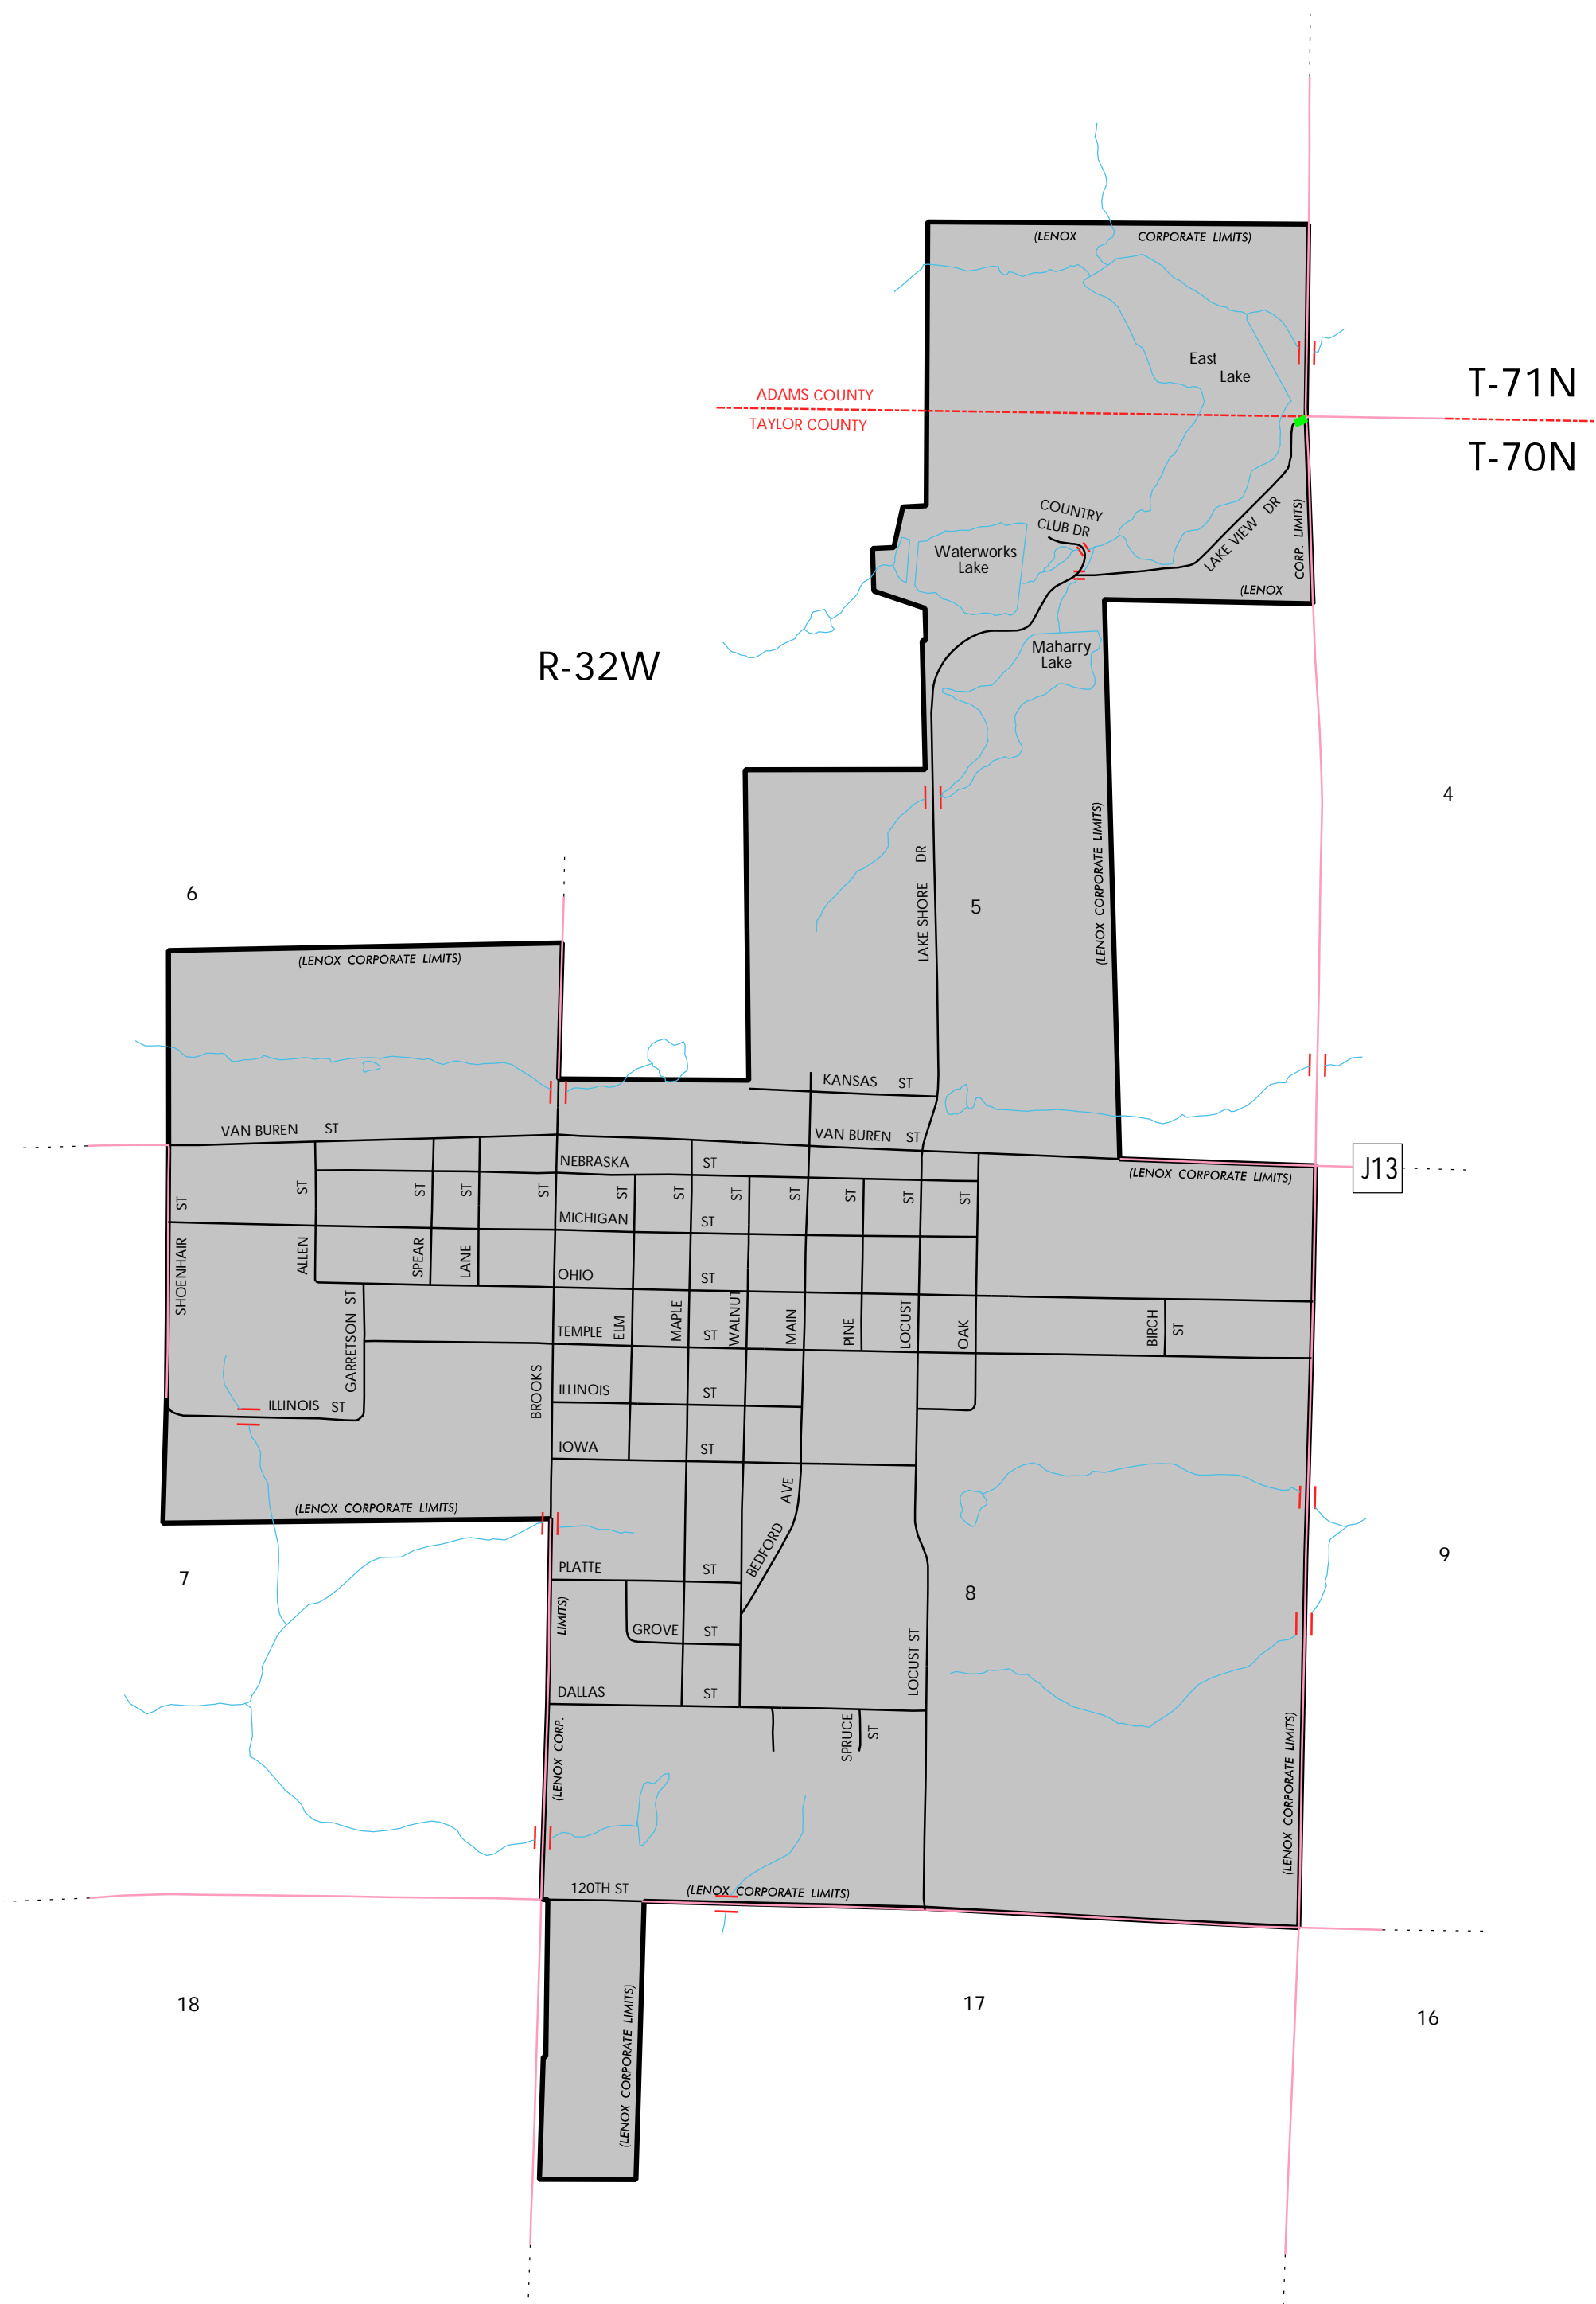 (LENOX CORPORATE LIMITS)
East
Lake
T-71N
ADAMS COUNTY
TAYLOR COUNTY
T-70N
COUNTRY
CLUB DR
LAKE VIEW DR
CORP. LIMITS)
(LENOX
Waterworks
Lake
Maharry
Lake
R-32W
4
6
5
LAKE SHORE DR
(LENOX CORPORATE LIMITS)
(LENOX CORPORATE LIMITS)
KANSAS ST
VAN BUREN ST
VAN BUREN ST
J13
(LENOX CORPORATE LIMITS)
NEBRASKA ST
MICHIGAN ST
OHIO ST
TEMPLE ST
ILLINOIS ST
ILLINOIS ST
IOWA ST
SHOENHAIR ST
ALLEN ST
SPEAR ST
LANE ST
GARRETSON ST
BROOKS ST
ELM ST
MAPLE ST
WALNUT ST
MAIN ST
PINE ST
LOCUST ST
OAK ST
BIRCH ST
(LENOX CORPORATE LIMITS)
BEDFORD AVE
PLATTE ST
GROVE ST
DALLAS ST
LOCUST ST
SPRUCE ST
7
8
9
(LENOX CORP. LIMITS)
(LENOX CORPORATE LIMITS)
120TH ST
(LENOX CORPORATE LIMITS)
(LENOX CORPORATE LIMITS)
18
17
16